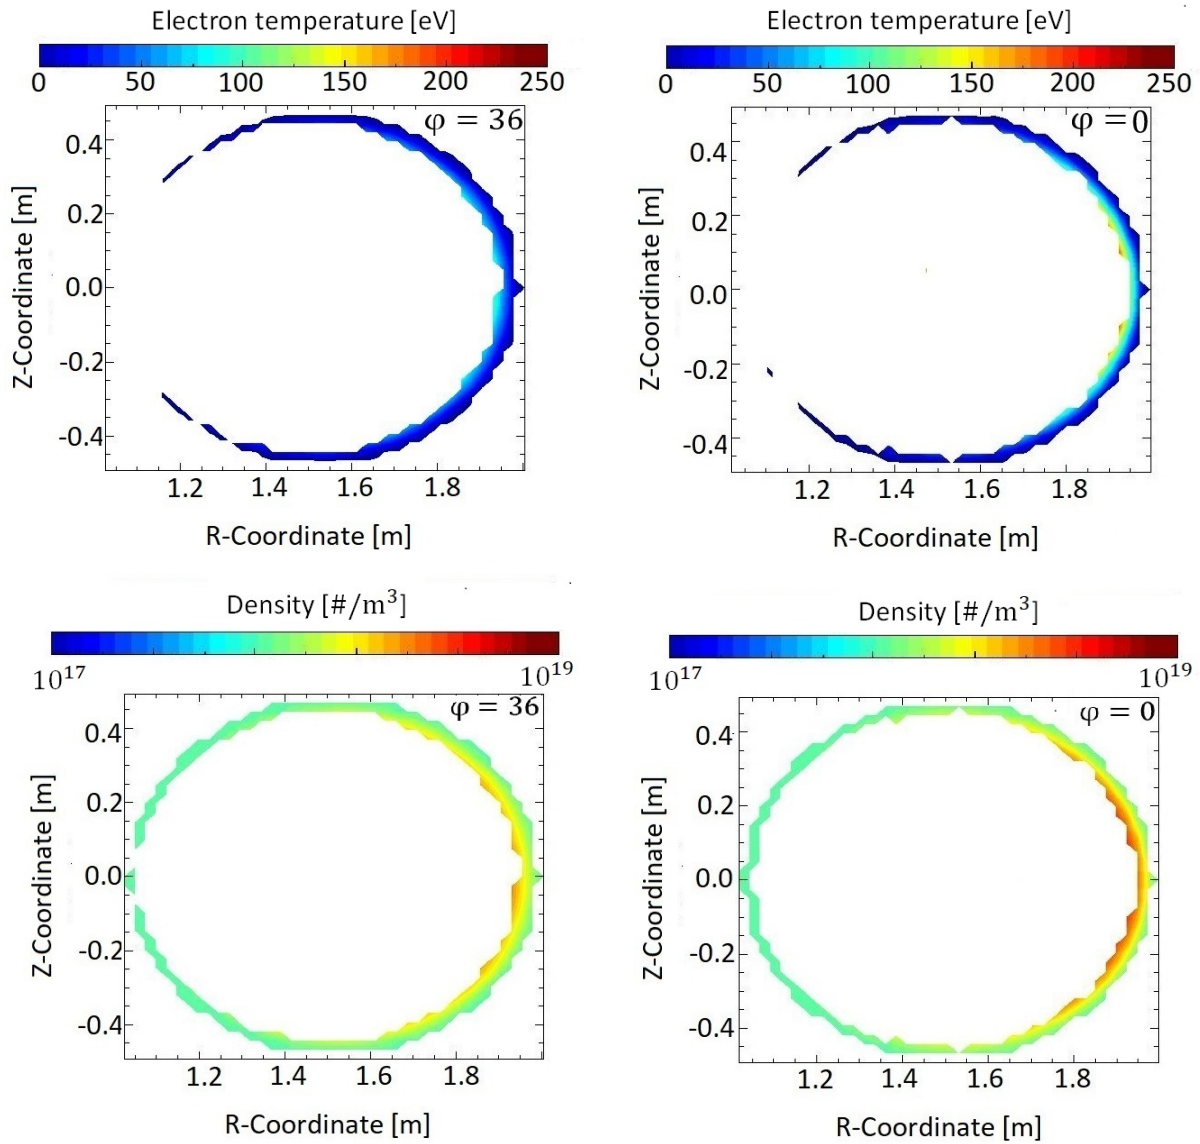 Electron temperature [eV]
0 50 100 150 200 250
φ = 36
0.4
0.2
0.0
-0.2
-0.4
Z-Coordinate [m]
1.2 1.4 1.6 1.8
R-Coordinate [m]
Electron temperature [eV]
0 50 100 150 200 250
φ = 0
0.4
0.2
0.0
-0.2
-0.4
Z-Coordinate [m]
1.2 1.4 1.6 1.8
R-Coordinate [m]
Density [#/m³]
10¹⁷ 10¹⁹
φ = 36
0.4
0.2
0.0
-0.2
-0.4
Z-Coordinate [m]
1.2 1.4 1.6 1.8
R-Coordinate [m]
Density [#/m³]
10¹⁷ 10¹⁹
φ = 0
0.4
0.2
0.0
-0.2
-0.4
Z-Coordinate [m]
1.2 1.4 1.6 1.8
R-Coordinate [m]